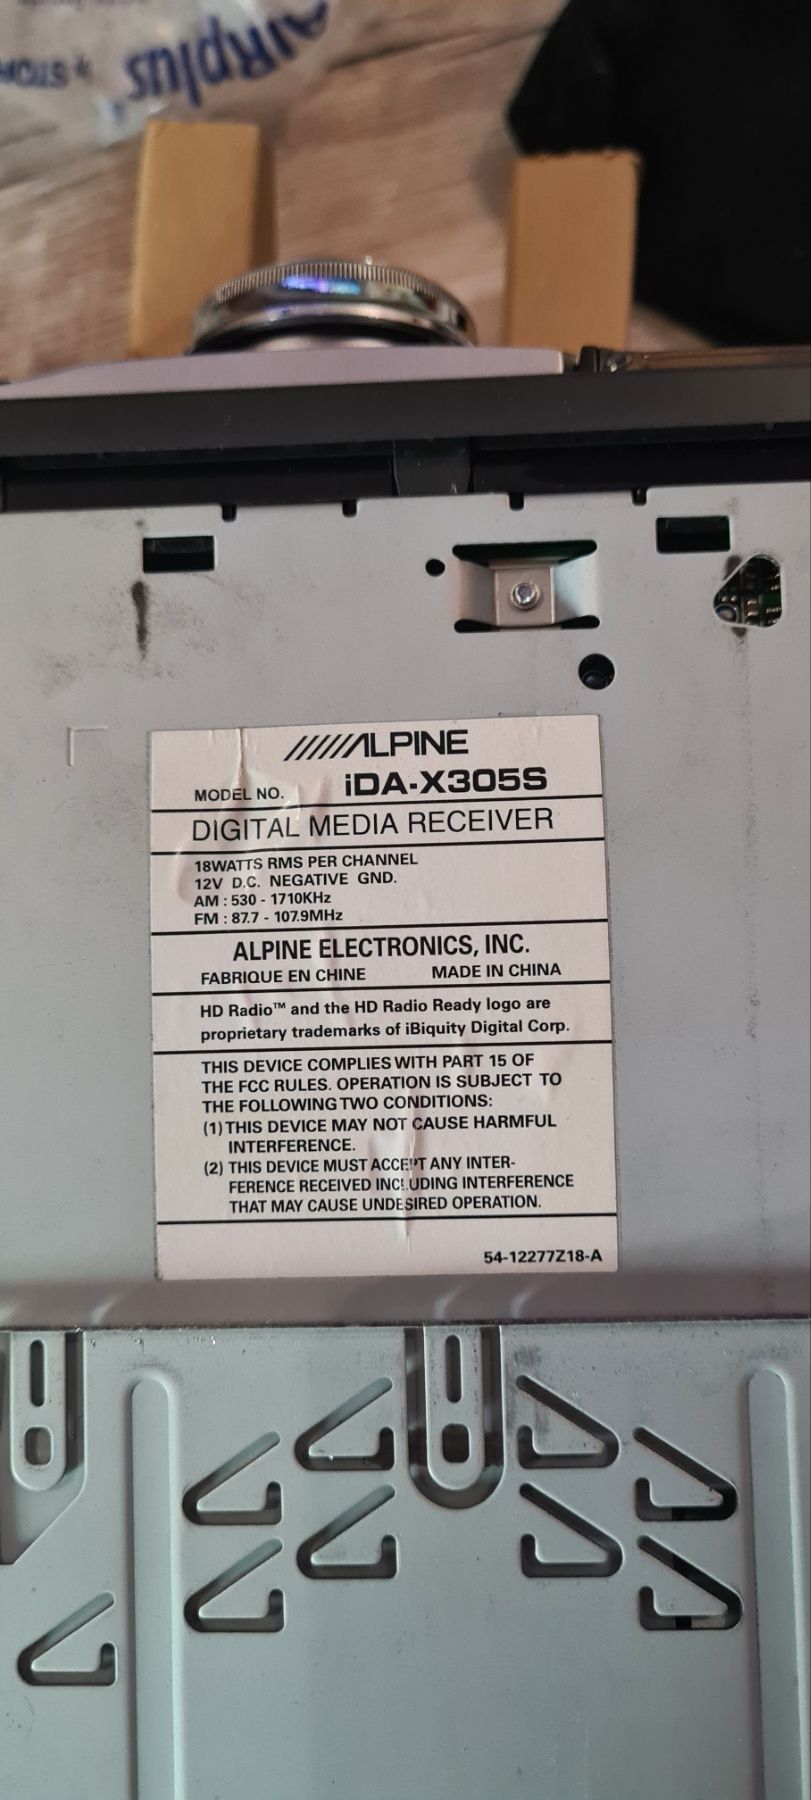 AIRplus
ALPINE
MODEL NO. iDA-X305S
DIGITAL MEDIA RECEIVER
18WATTS RMS PER CHANNEL
12V D.C. NEGATIVE GND.
AM : 530 - 1710KHz
FM : 87.7 - 107.9MHz
ALPINE ELECTRONICS, INC.
FABRIQUE EN CHINE MADE IN CHINA
HD Radio™ and the HD Radio Ready logo are
proprietary trademarks of iBiquity Digital Corp.
THIS DEVICE COMPLIES WITH PART 15 OF
THE FCC RULES. OPERATION IS SUBJECT TO
THE FOLLOWING TWO CONDITIONS:
(1) THIS DEVICE MAY NOT CAUSE HARMFUL
INTERFERENCE.
(2) THIS DEVICE MUST ACCEPT ANY INTER-
FERENCE RECEIVED INCLUDING INTERFERENCE
THAT MAY CAUSE UNDESIRED OPERATION.
54-12277Z18-A